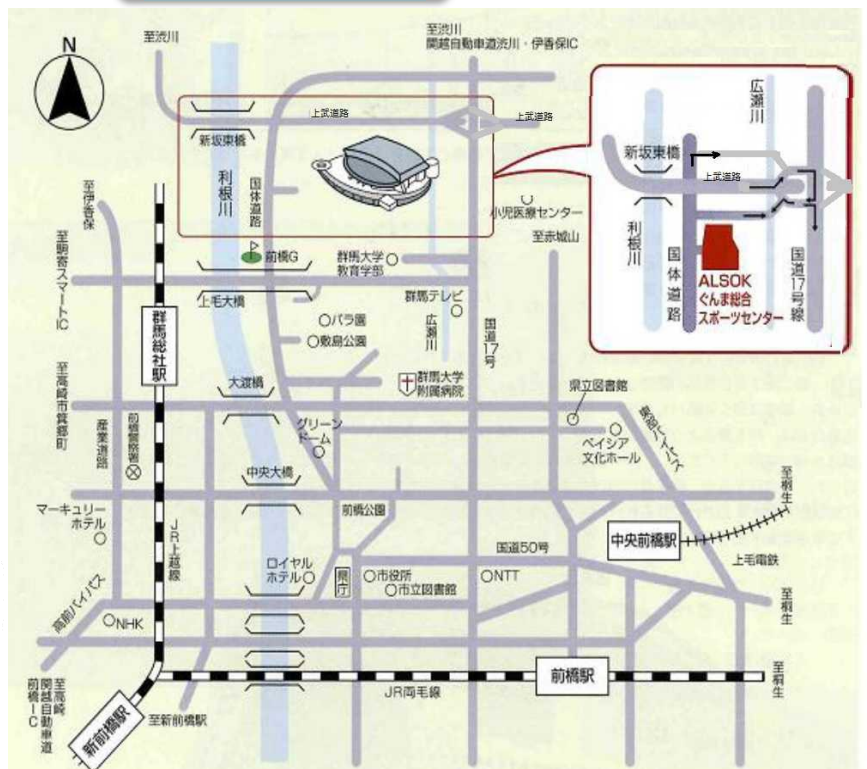 N
至渋川
至渋川
関越自動車道渋川・伊香保IC
上武道路
上武道路
新坂東橋
利根川
国体道路
前橋G
至伊香保
至駒寄スマートIC
上毛大橋
群馬大学
教育学部
小児医療センター
至赤城山
群馬テレビ
広瀬川
国道17号
広瀬川
新坂東橋
上武道路
利根川
国体道路
国道17号線
ALSOK
ぐんま総合
スポーツセンター
群馬総社駅
バラ園
敷島公園
大渡橋
群馬大学
附属病院
県立図書館
至高崎市箕郷町
産業道路
前橋警察署
グリーン
ドーム
ベイシア
文化ホール
東部バイパス
中央大橋
至桐生
マーキュリー
ホテル
前橋公園
JR上越線
中央前橋駅
上毛電鉄
国道50号
ロイヤル
ホテル
県庁
市役所
市立図書館
NTT
至桐生
高前バイパス
NHK
前橋駅
JR両毛線
至桐生
至高崎
関越自動車道
前橋IC
新前橋駅
至新前橋駅